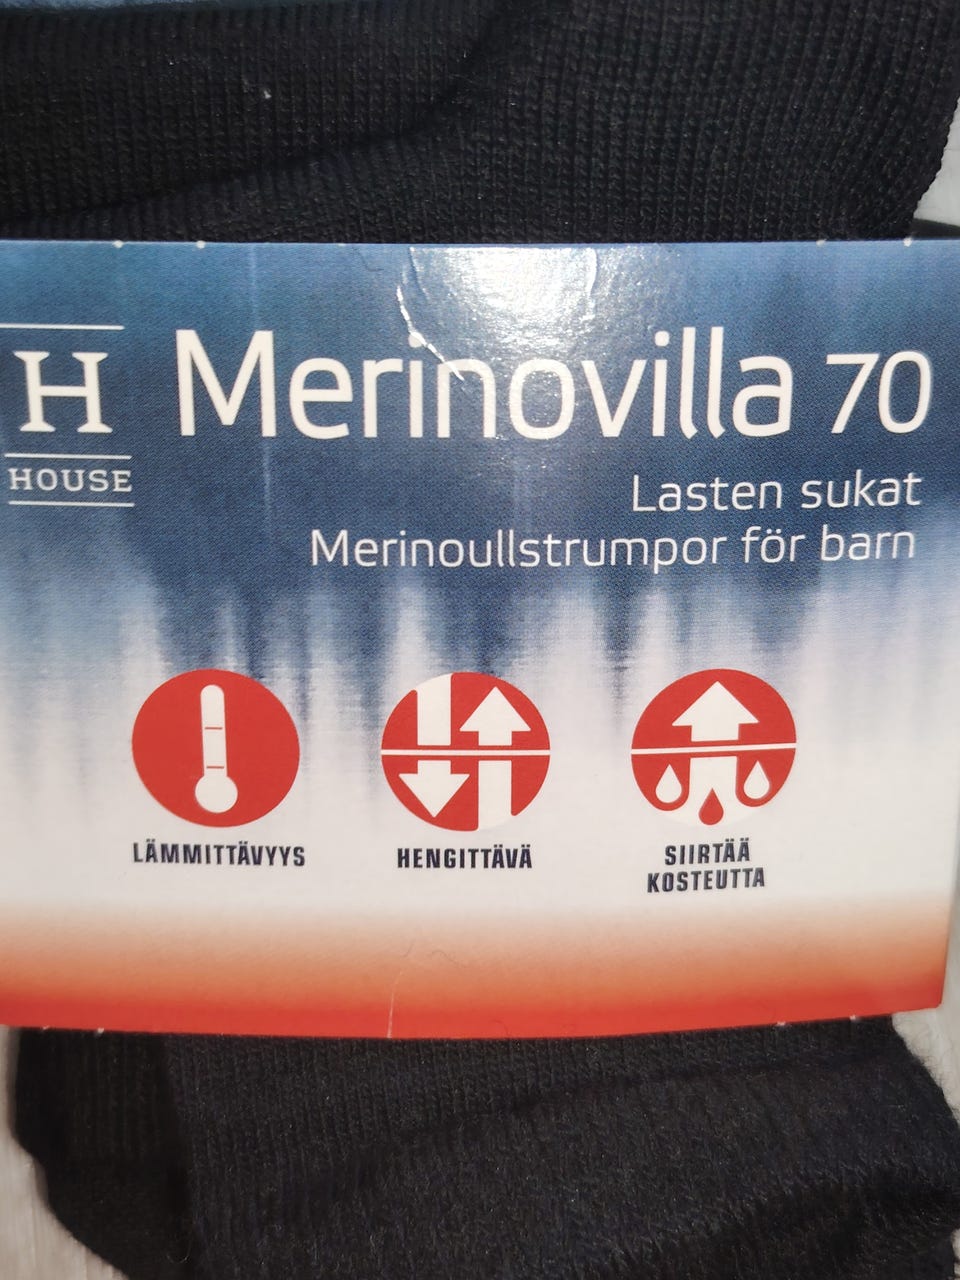 H
HOUSE
Merinovilla 70
Lasten sukat
Merinoullstrumpor för barn
LÄMMITTÄVYYS
HENGITTÄVÄ
SIIRTÄÄ
KOSTEUTTA